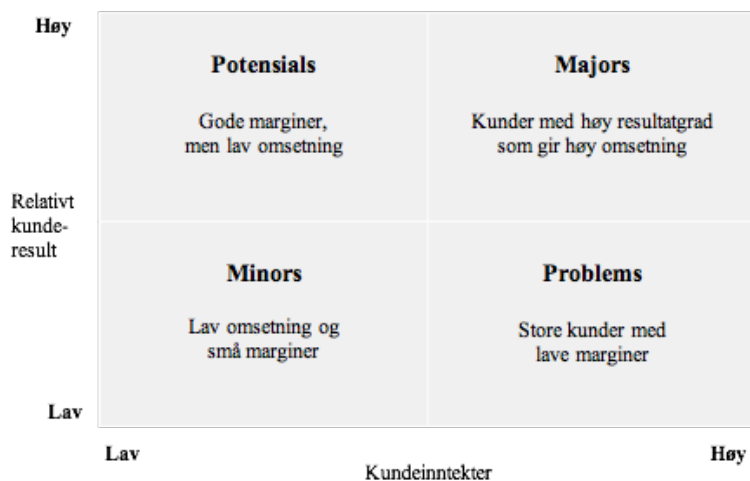 Høy
Potensials
Majors
Gode marginer,
men lav omsetning
Kunder med høy resultatgrad
som gir høy omsetning
Relativt
kunde-
result
Minors
Problems
Lav omsetning og
små marginer
Store kunder med
lave marginer
Lav
Lav
Høy
Kundeinntekter